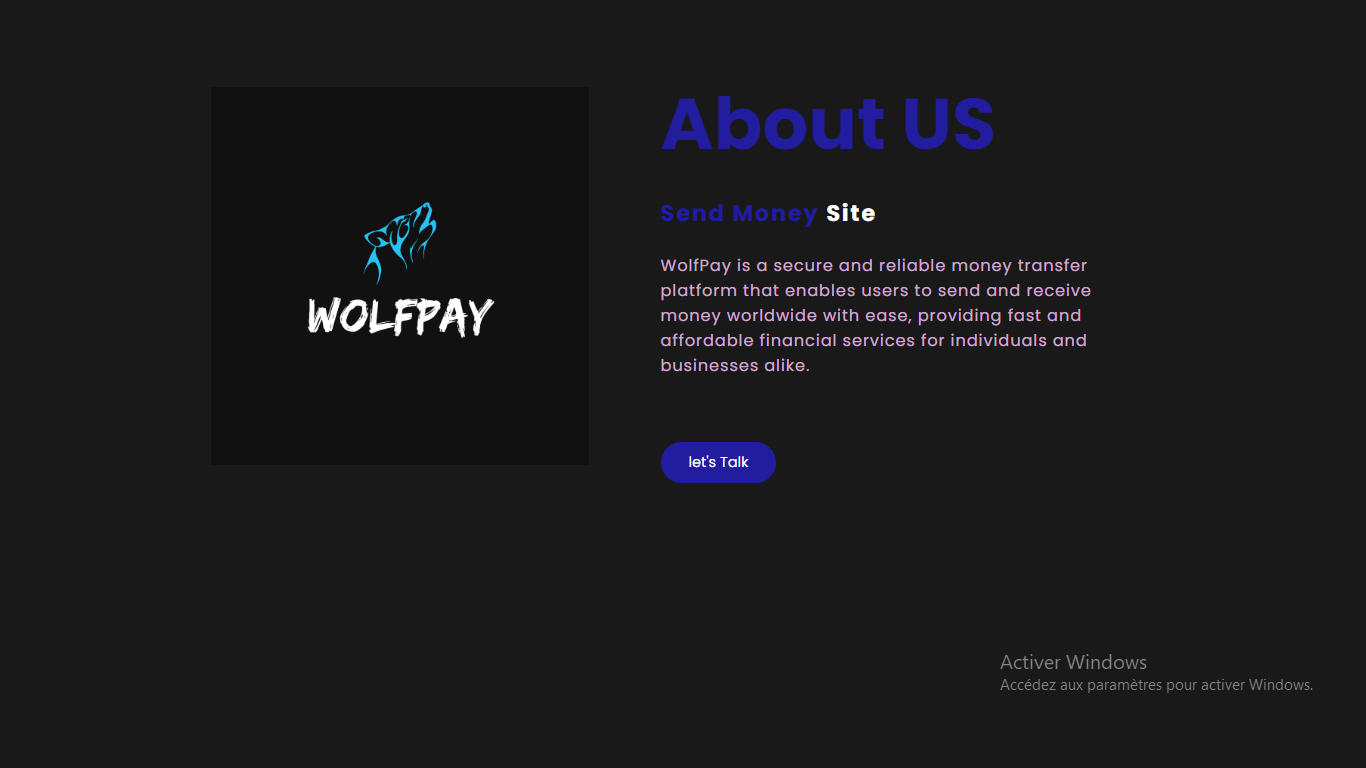 About US
WOLFPAY
Send Money Site
WolfPay is a secure and reliable money transfer
platform that enables users to send and receive
money worldwide with ease, providing fast and
affordable financial services for individuals and
businesses alike.
let's Talk
Activer Windows
Accédez aux paramètres pour activer Windows.